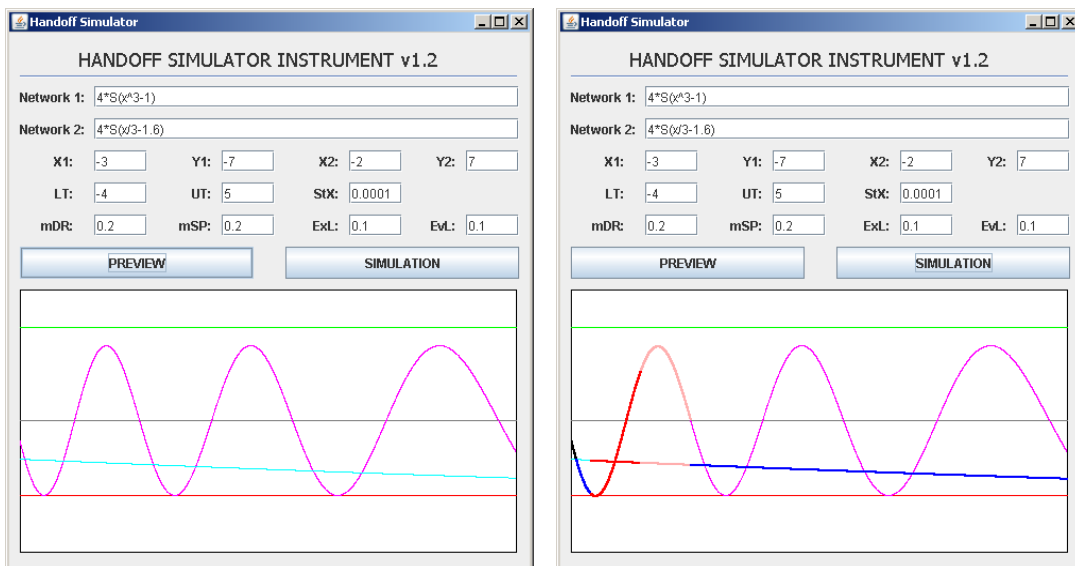 Handoff Simulator
HANDOFF SIMULATOR INSTRUMENT v1.2
Network 1: 4*S(x^3-1)
Network 2: 4*S(x/3-1.6)
X1: -3 Y1: -7 X2: -2 Y2: 7
LT: -4 UT: 5 StX: 0.0001
mDR: 0.2 mSP: 0.2 ExL: 0.1 EvL: 0.1
PREVIEW SIMULATION
Handoff Simulator
HANDOFF SIMULATOR INSTRUMENT v1.2
Network 1: 4*S(x^3-1)
Network 2: 4*S(x/3-1.6)
X1: -3 Y1: -7 X2: -2 Y2: 7
LT: -4 UT: 5 StX: 0.0001
mDR: 0.2 mSP: 0.2 ExL: 0.1 EvL: 0.1
PREVIEW SIMULATION